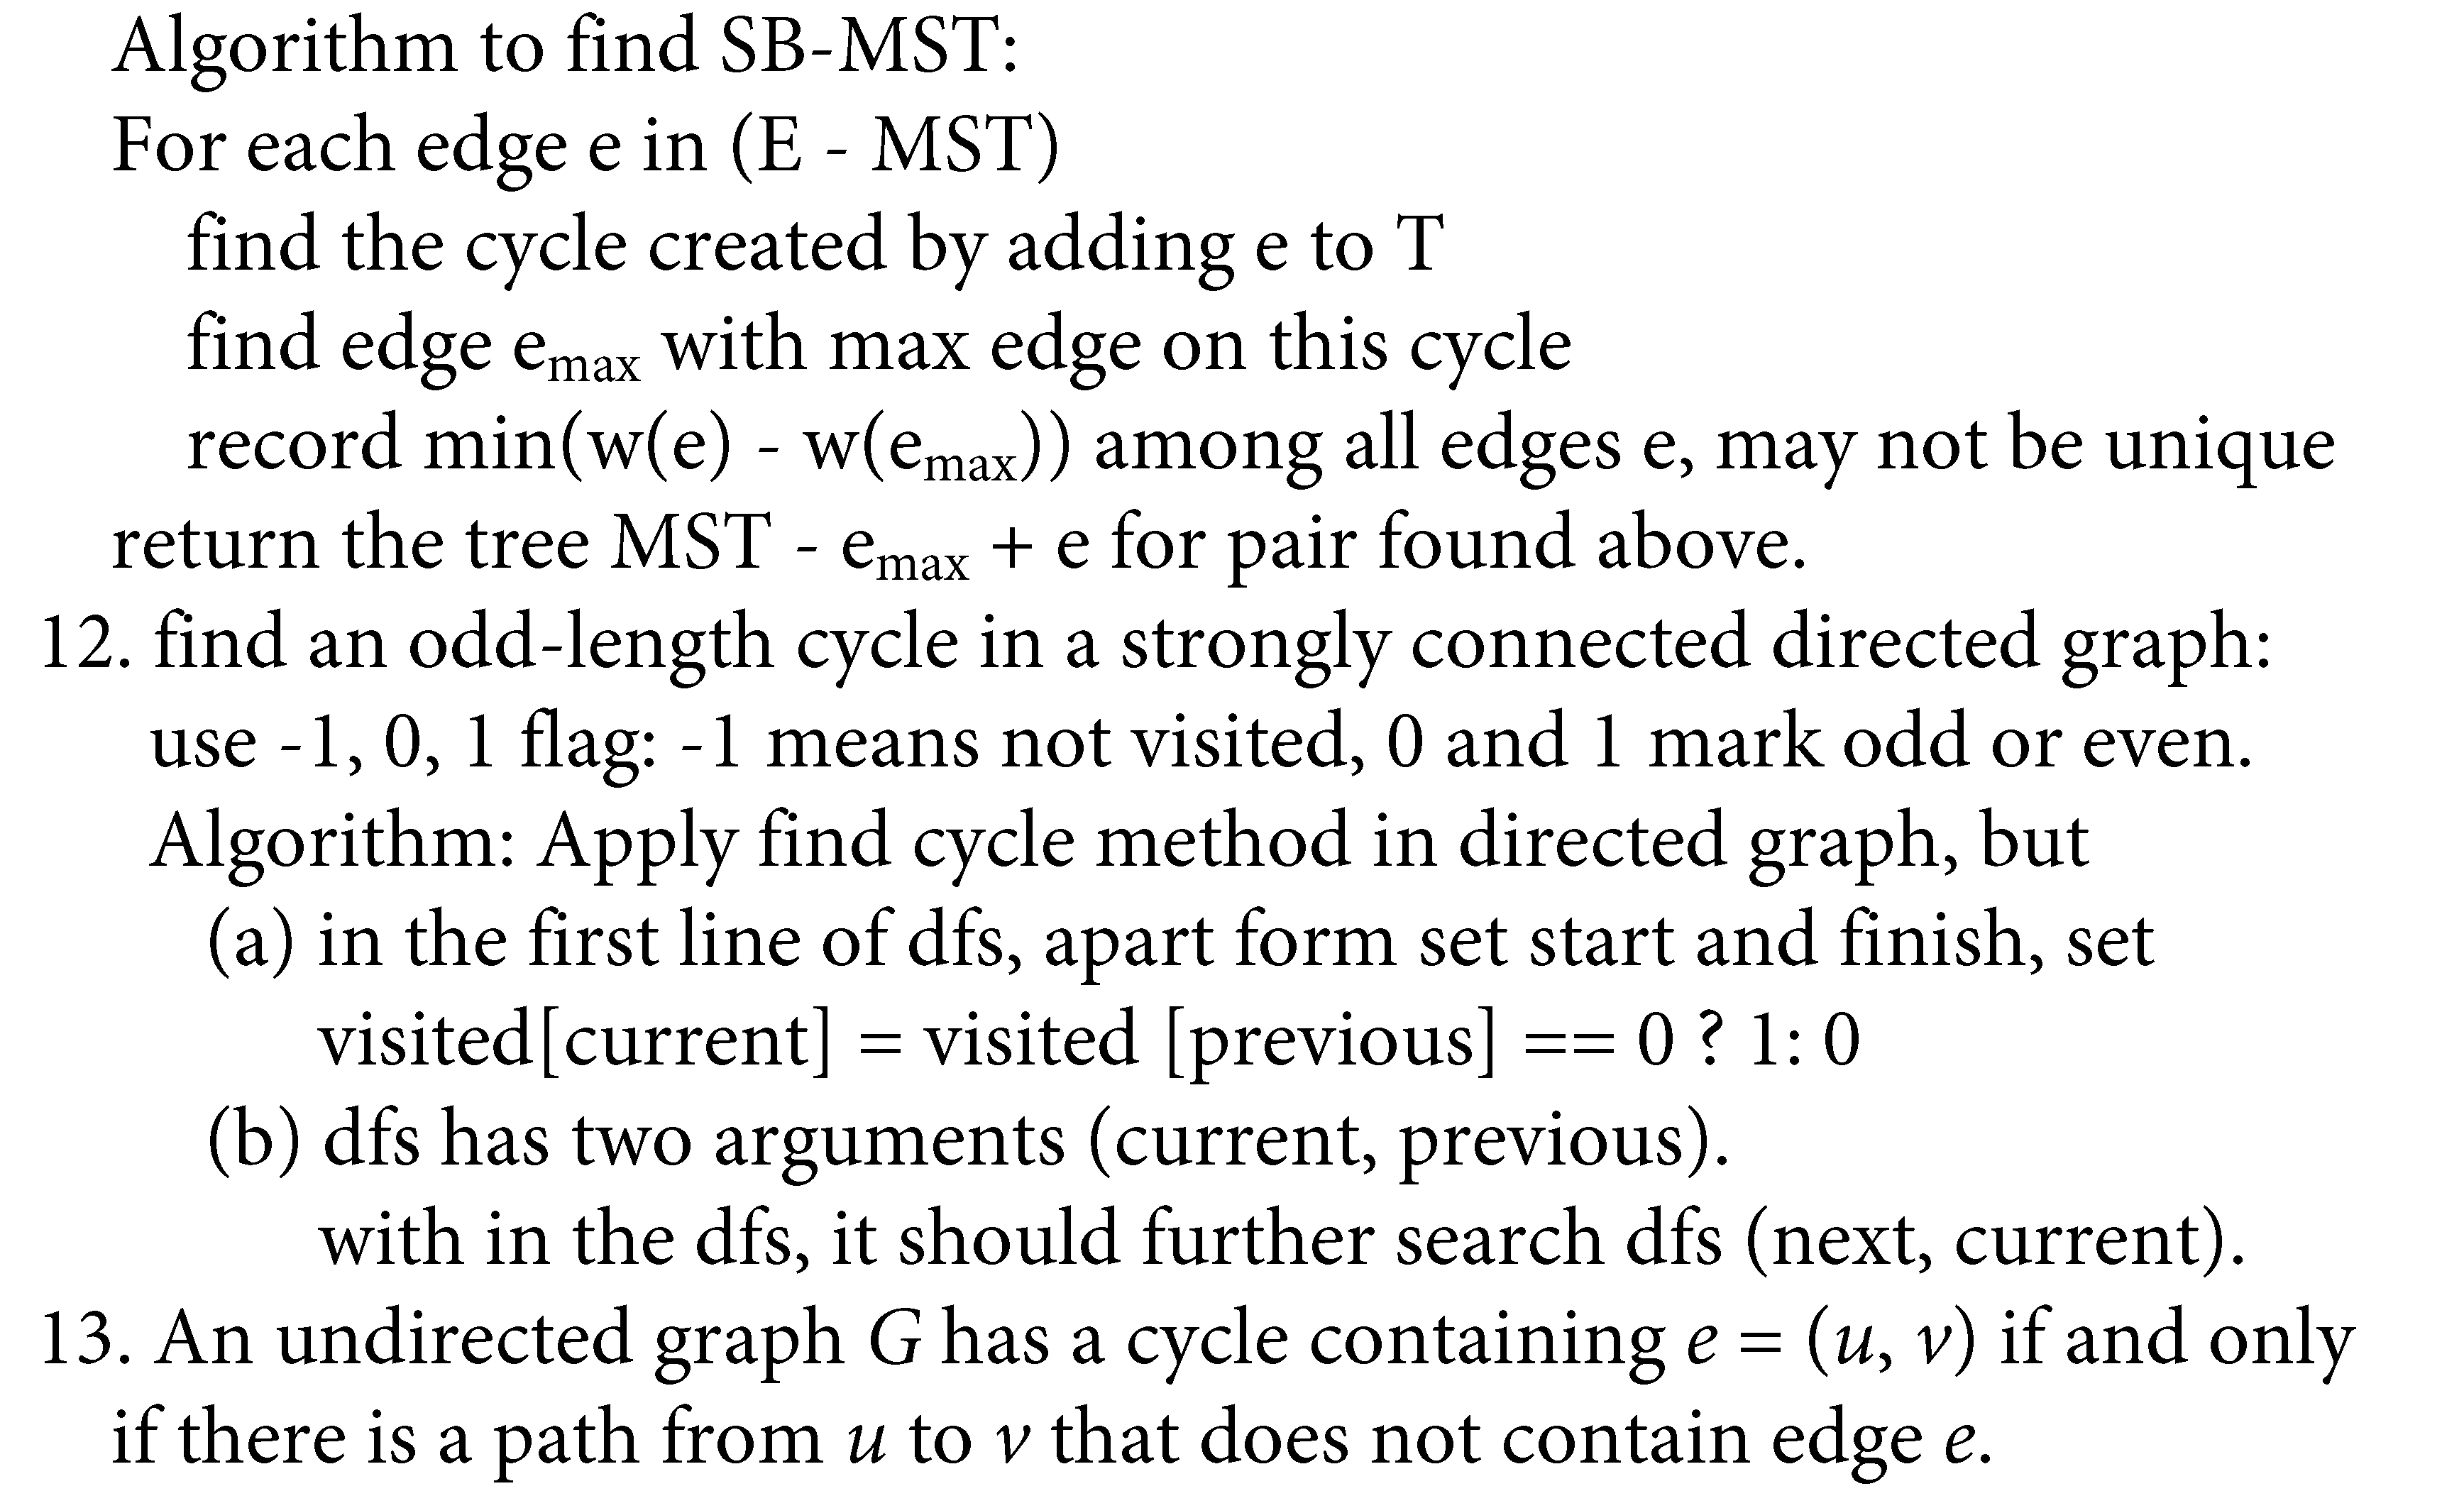 Algorithm to find SB-MST:
For each edge e in (E - MST)
find the cycle created by adding e to T
find edge eₘₐₓ with max edge on this cycle
record min(w(e) - w(eₘₐₓ)) among all edges e, may not be unique
return the tree MST - eₘₐₓ + e for pair found above.
12. find an odd-length cycle in a strongly connected directed graph:
use -1, 0, 1 flag: -1 means not visited, 0 and 1 mark odd or even.
Algorithm: Apply find cycle method in directed graph, but
(a) in the first line of dfs, apart form set start and finish, set
visited[current] = visited [previous] == 0 ? 1: 0
(b) dfs has two arguments (current, previous).
with in the dfs, it should further search dfs (next, current).
13. An undirected graph G has a cycle containing e = (u, v) if and only
if there is a path from u to v that does not contain edge e.